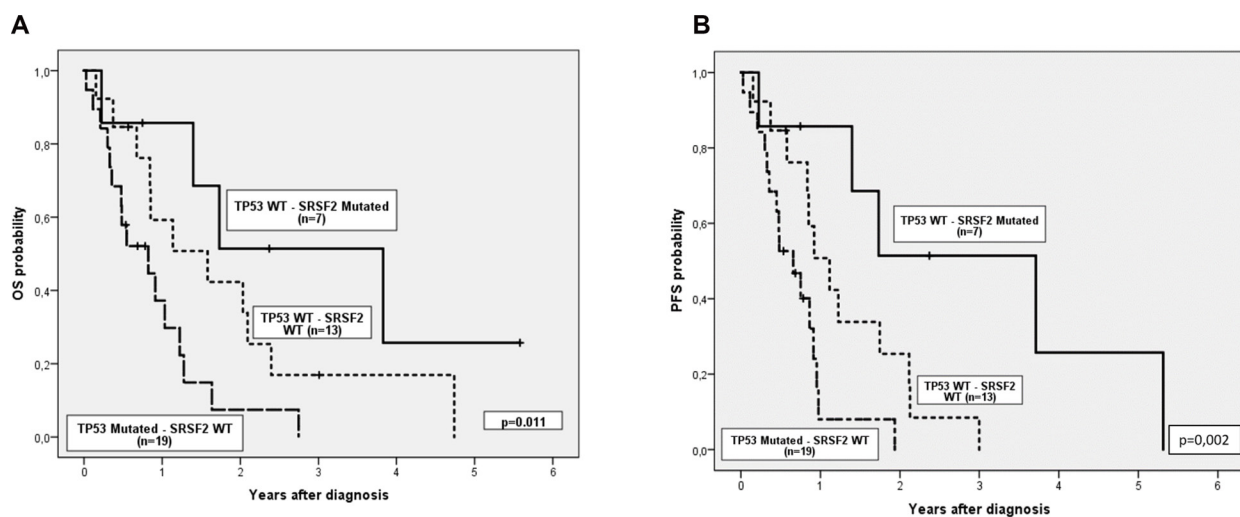 A
OS probability
1,0
0,8
0,6
0,4
0,2
0,0
TP53 WT - SRSF2 Mutated
(n=7)
TP53 WT - SRSF2
WT (n=13)
TP53 Mutated - SRSF2 WT
(n=19)
p=0.011
0 1 2 3 4 5 6
Years after diagnosis
B
PFS probability
1,0
0,8
0,6
0,4
0,2
0,0
TP53 WT - SRSF2 Mutated
(n=7)
TP53 WT - SRSF2
WT (n=13)
TP53 Mutated - SRSF2 WT
(n=19)
p=0,002
0 1 2 3 4 5 6
Years after diagnosis